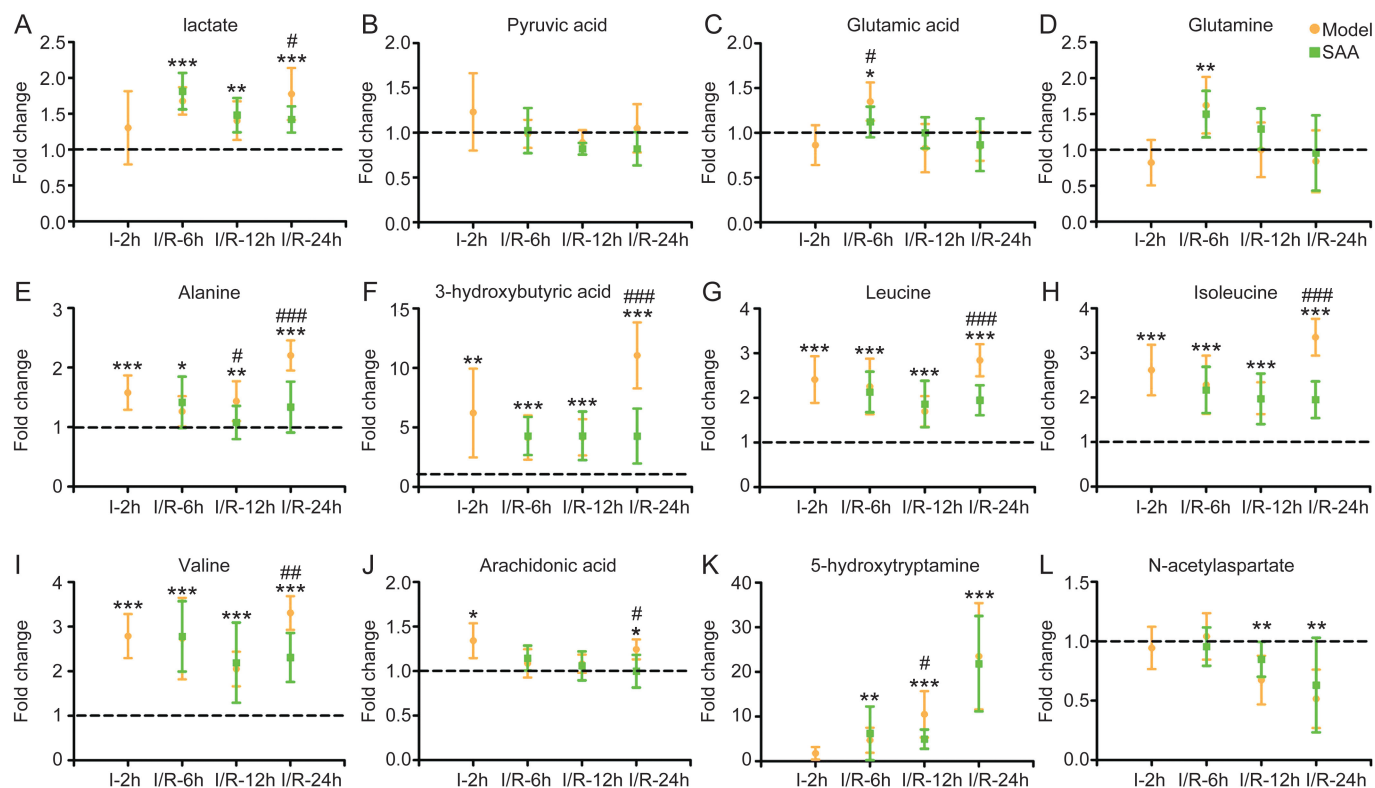 A lactate
2.5
2.0
1.5
1.0
0.5
0.0
Fold change
***
**
#
***
I-2h I/R-6h I/R-12h I/R-24h
B Pyruvic acid
2.0
1.5
1.0
0.5
0.0
Fold change
I-2h I/R-6h I/R-12h I/R-24h
C Glutamic acid
2.0
1.5
1.0
0.5
0.0
Fold change
#
*
I-2h I/R-6h I/R-12h I/R-24h
D Glutamine
Model
SAA
2.5
2.0
1.5
1.0
0.5
0.0
Fold change
**
I-2h I/R-6h I/R-12h I/R-24h
E Alanine
3
2
1
0
Fold change
***
*
#
**
###
***
I-2h I/R-6h I/R-12h I/R-24h
F 3-hydroxybutyric acid
15
10
5
0
Fold change
**
***
***
###
***
I-2h I/R-6h I/R-12h I/R-24h
G Leucine
4
3
2
1
0
Fold change
***
***
***
###
***
I-2h I/R-6h I/R-12h I/R-24h
H Isoleucine
4
3
2
1
0
Fold change
***
***
***
###
***
I-2h I/R-6h I/R-12h I/R-24h
I Valine
4
3
2
1
0
Fold change
***
***
***
##
***
I-2h I/R-6h I/R-12h I/R-24h
J Arachidonic acid
2.0
1.5
1.0
0.5
0.0
Fold change
*
#
*
I-2h I/R-6h I/R-12h I/R-24h
K 5-hydroxytryptamine
40
30
20
10
0
Fold change
**
#
***
***
I-2h I/R-6h I/R-12h I/R-24h
L N-acetylaspartate
1.5
1.0
0.5
0.0
Fold change
**
**
I-2h I/R-6h I/R-12h I/R-24h